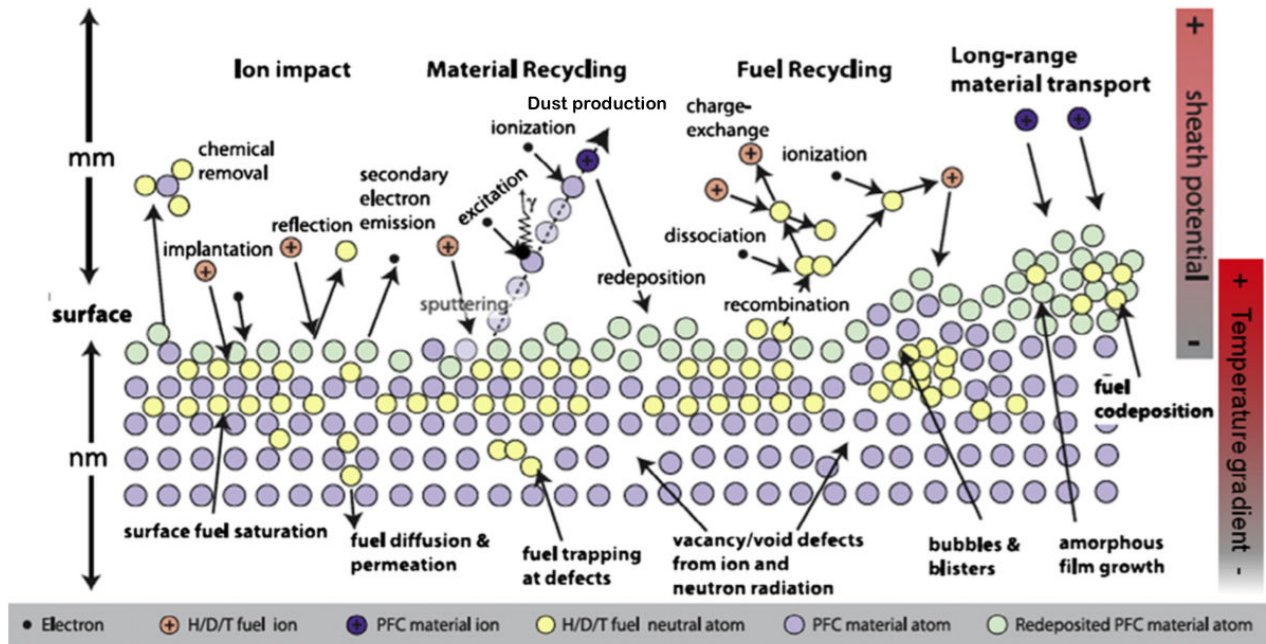 Ion impact
Material Recycling
Fuel Recycling
Long-range
material transport
Dust production
ionization
charge-
exchange
ionization
mm
chemical
removal
secondary
electron
emission
excitation
γ
reflection
implantation
dissociation
redeposition
recombination
sputtering
surface
nm
surface fuel saturation
fuel diffusion &
permeation
fuel trapping
at defects
vacancy/void defects
from ion and
neutron radiation
bubbles &
blisters
amorphous
film growth
fuel
codeposition
+ sheath potential -
+ Temperature gradient -
Electron
H/D/T fuel ion
PFC material ion
H/D/T fuel neutral atom
PFC material atom
Redeposited PFC material atom